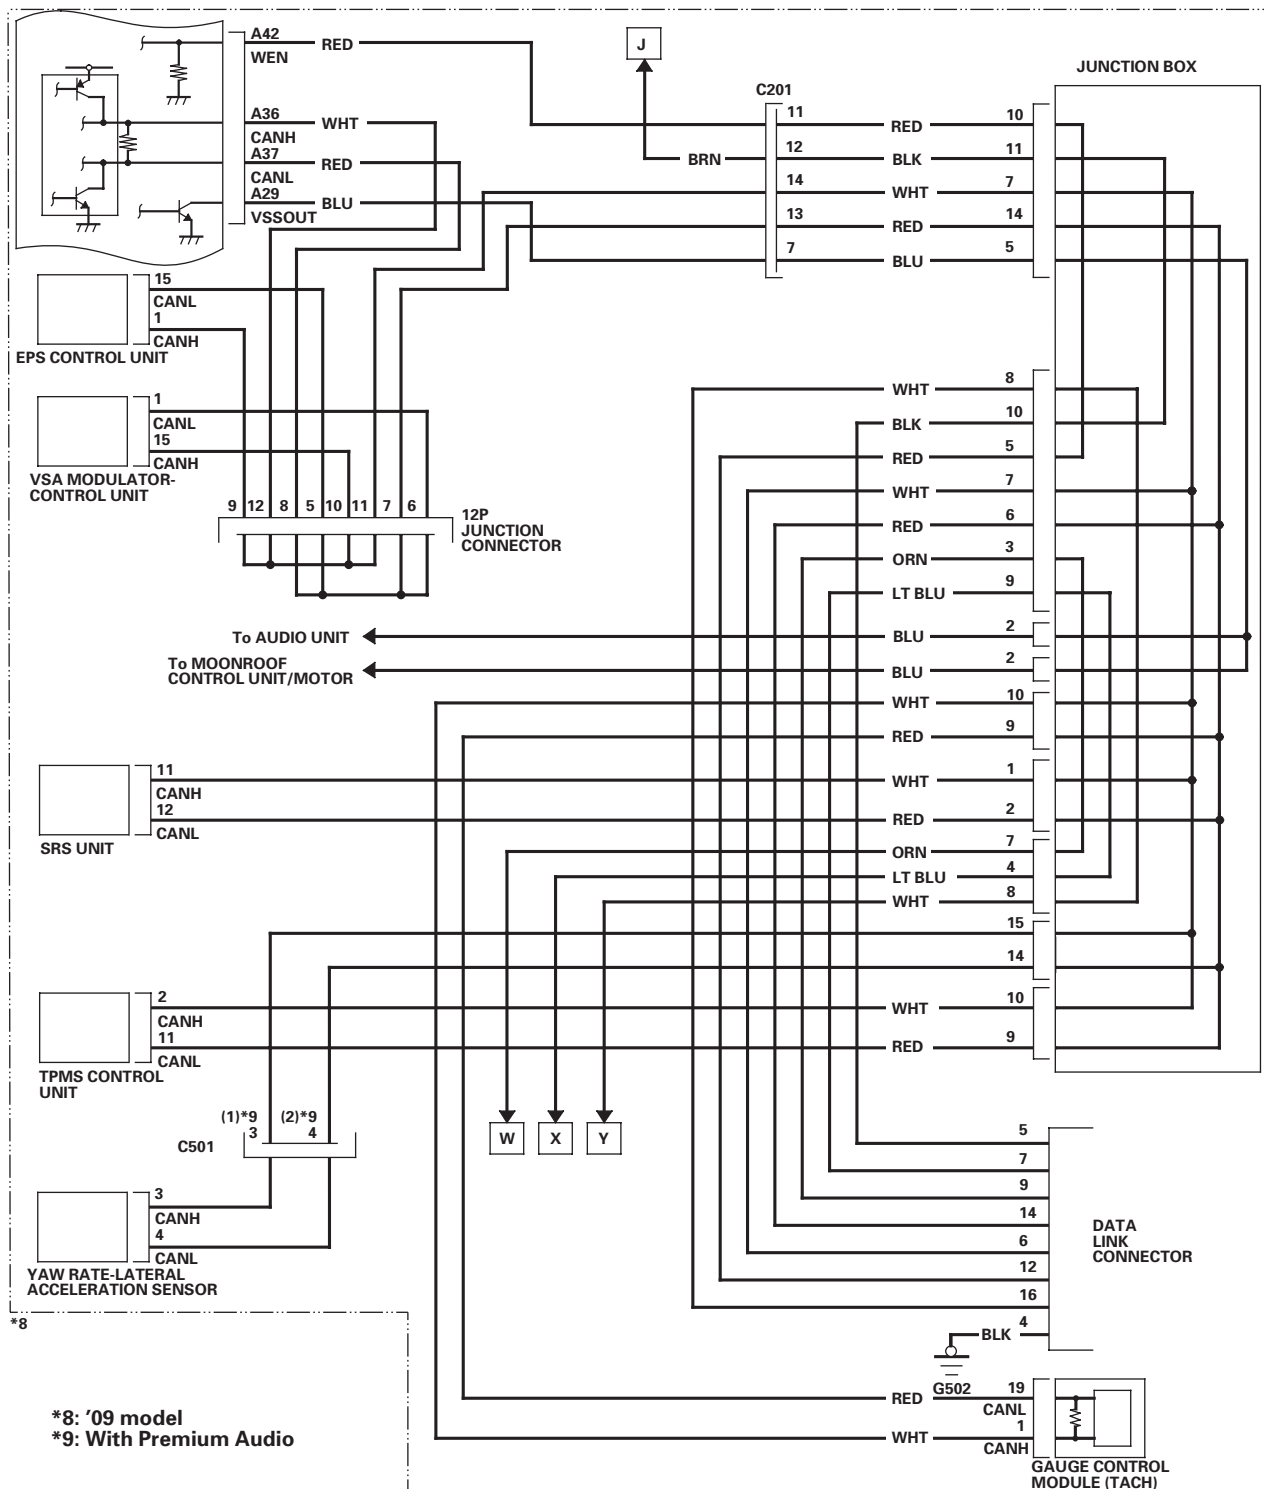 A42
WEN
RED
A36
CANH
WHT
A37
CANL
RED
A29
VSSOUT
BLU
J
BRN
C201
11
12
14
13
7
RED
BLK
WHT
RED
BLU
10
11
7
14
5
JUNCTION BOX
15
CANL
1
CANH
EPS CONTROL UNIT
1
CANL
15
CANH
VSA MODULATOR-
CONTROL UNIT
9 12 8 5 10 11 7 6
12P
JUNCTION
CONNECTOR
WHT 8
BLK 10
RED 5
WHT 7
RED 6
ORN 3
LT BLU 9
To AUDIO UNIT BLU 2
To MOONROOF
CONTROL UNIT/MOTOR
BLU 2
WHT 10
RED 9
11
CANH
12
CANL
SRS UNIT
WHT 1
RED 2
ORN 7
LT BLU 4
WHT 8
15
14
2
CANH
11
CANL
TPMS CONTROL
UNIT
WHT 10
RED 9
(1)*9 (2)*9
3 4
C501
W X Y
3
CANH
4
CANL
YAW RATE-LATERAL
ACCELERATION SENSOR
5
7
9
14
6
12
16
4
BLK
DATA
LINK
CONNECTOR
G502
*8
RED 19
CANL
WHT 1
CANH
GAUGE CONTROL
MODULE (TACH)
*8: ’09 model
*9: With Premium Audio